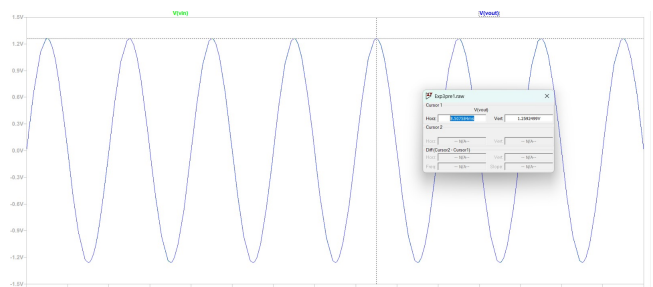 V(vin)
V(vout)
1.5V
1.2V
0.9V
0.6V
0.3V
0.0V
-0.3V
-0.6V
-0.9V
-1.2V
-1.5V
Exp3pre1.raw
Cursor 1
V(vout)
Horz:
Vert:
Cursor 2
Horz: -- N/A--
Vert: -- N/A--
Diff (Cursor2 - Cursor1)
Horz: -- N/A--
Vert: -- N/A--
Freq: -- N/A--
Slope: -- N/A--